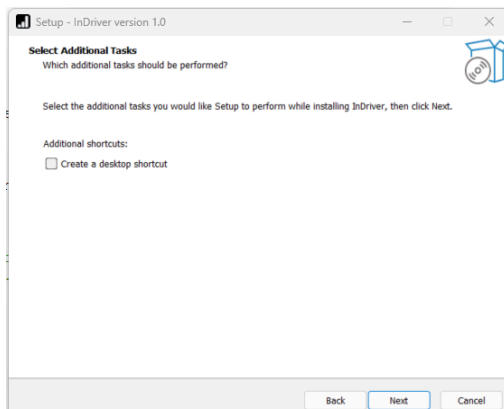 Setup - InDriver version 1.0
Select Additional Tasks
Which additional tasks should be performed?
Select the additional tasks you would like Setup to perform while installing InDriver, then click Next.
Additional shortcuts:
Create a desktop shortcut
Back Next Cancel